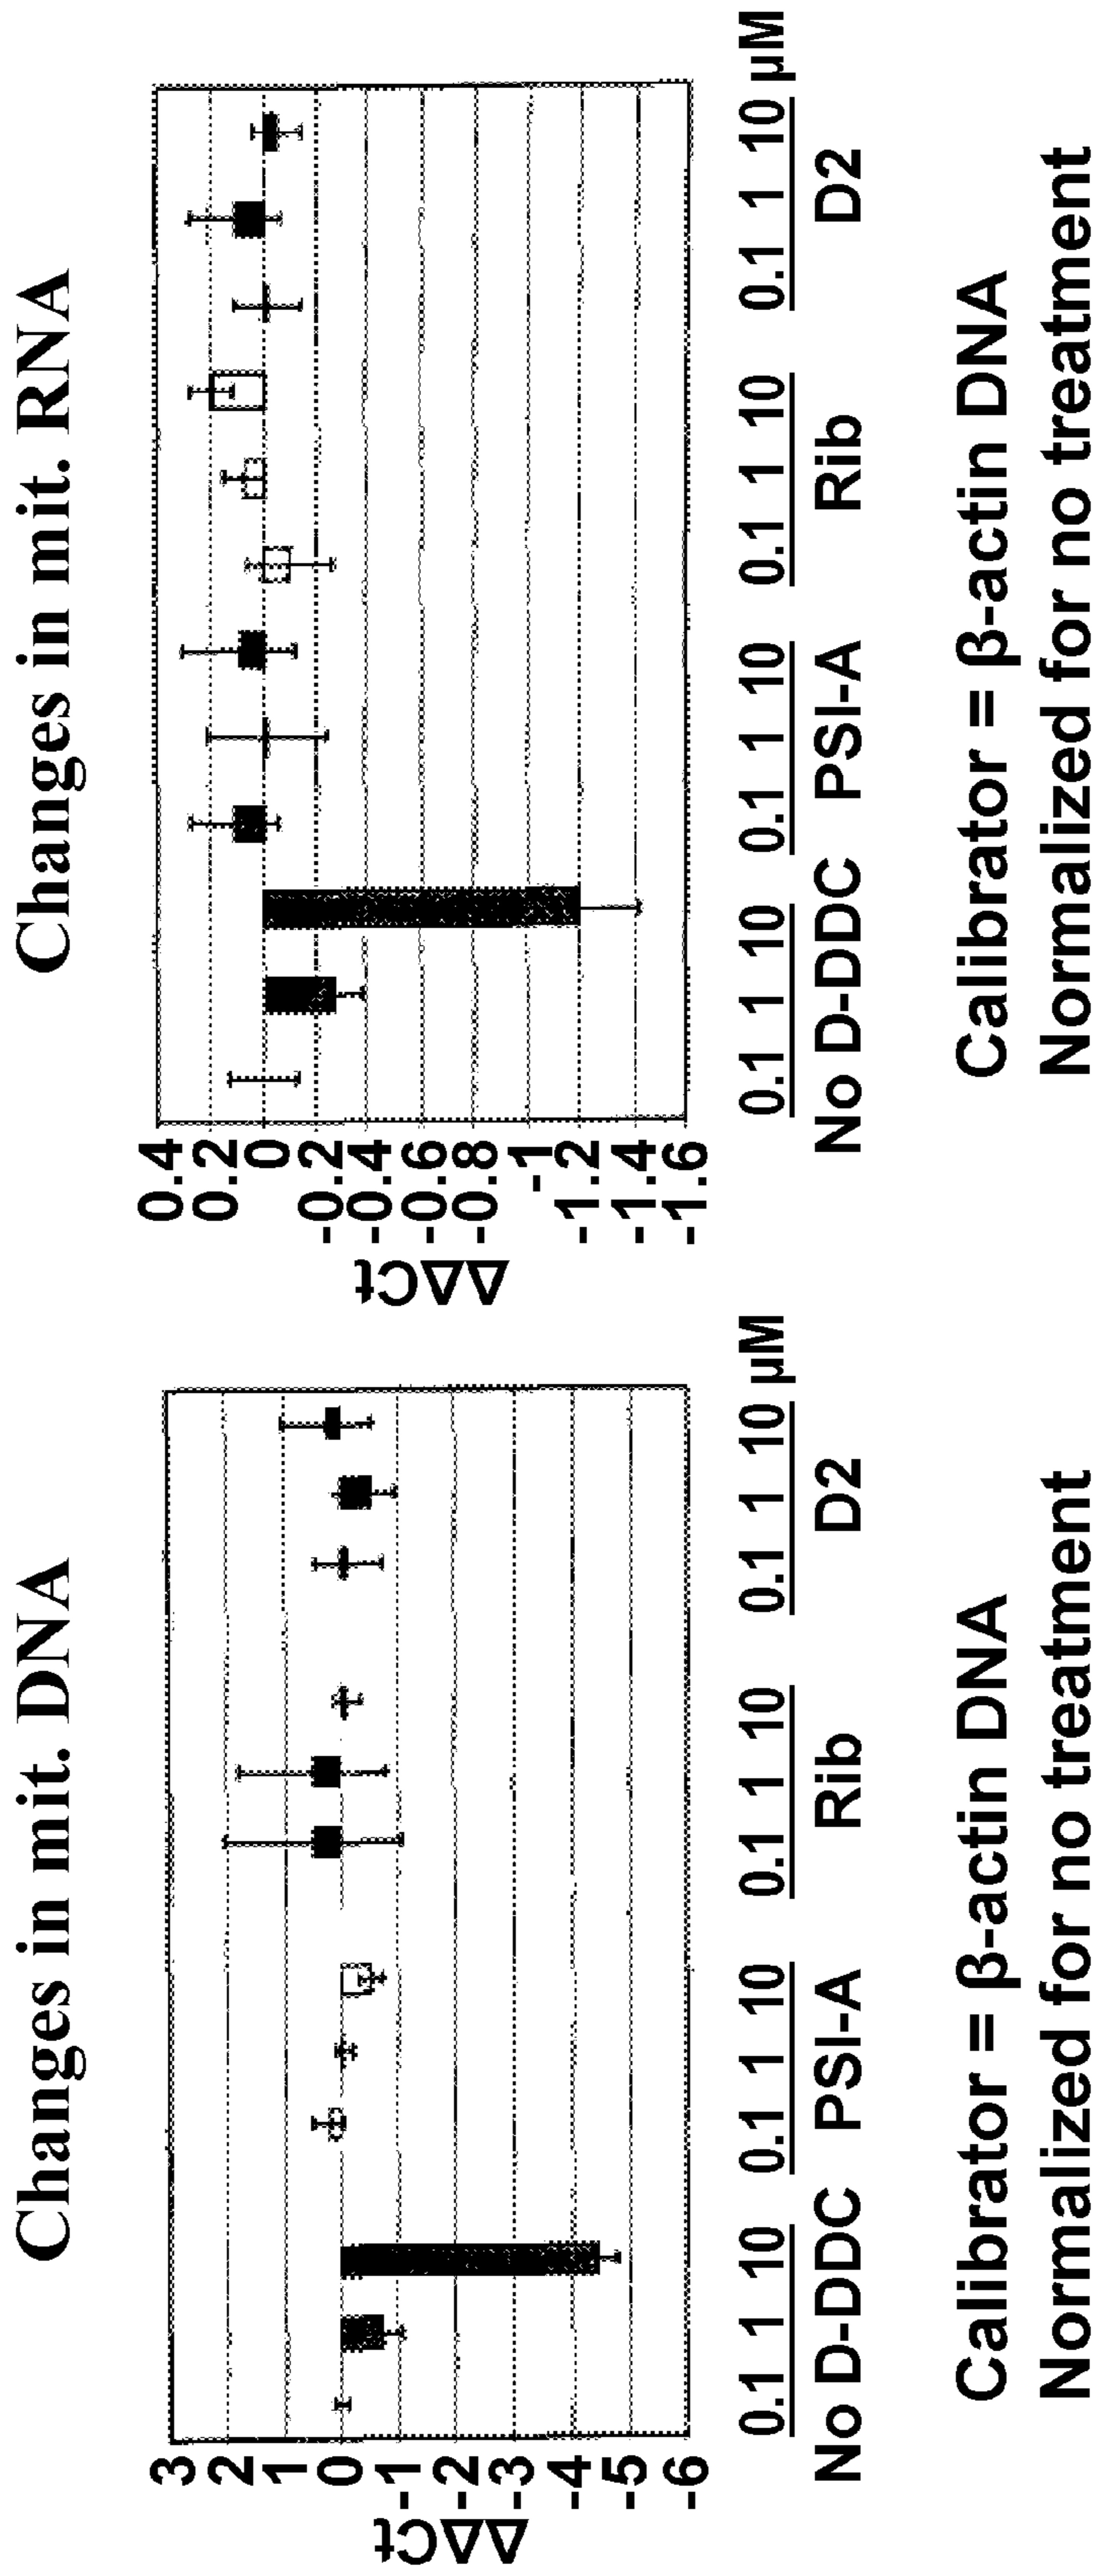 Changes in mit. DNA
ΔΔCt
3
2
1
0
-1
-2
-3
-4
-5
-6
0.1 1 10 0.1 1 10 0.1 1 10 0.1 1 10 µM
No D-DDC PSI-A Rib D2
Calibrator = β-actin DNA
Normalized for no treatment
Changes in mit. RNA
ΔΔCt
0.4
0.2
0
-0.2
-0.4
-0.6
-0.8
-1
-1.2
-1.4
-1.6
0.1 1 10 0.1 1 10 0.1 1 10 0.1 1 10 µM
No D-DDC PSI-A Rib D2
Calibrator = β-actin DNA
Normalized for no treatment